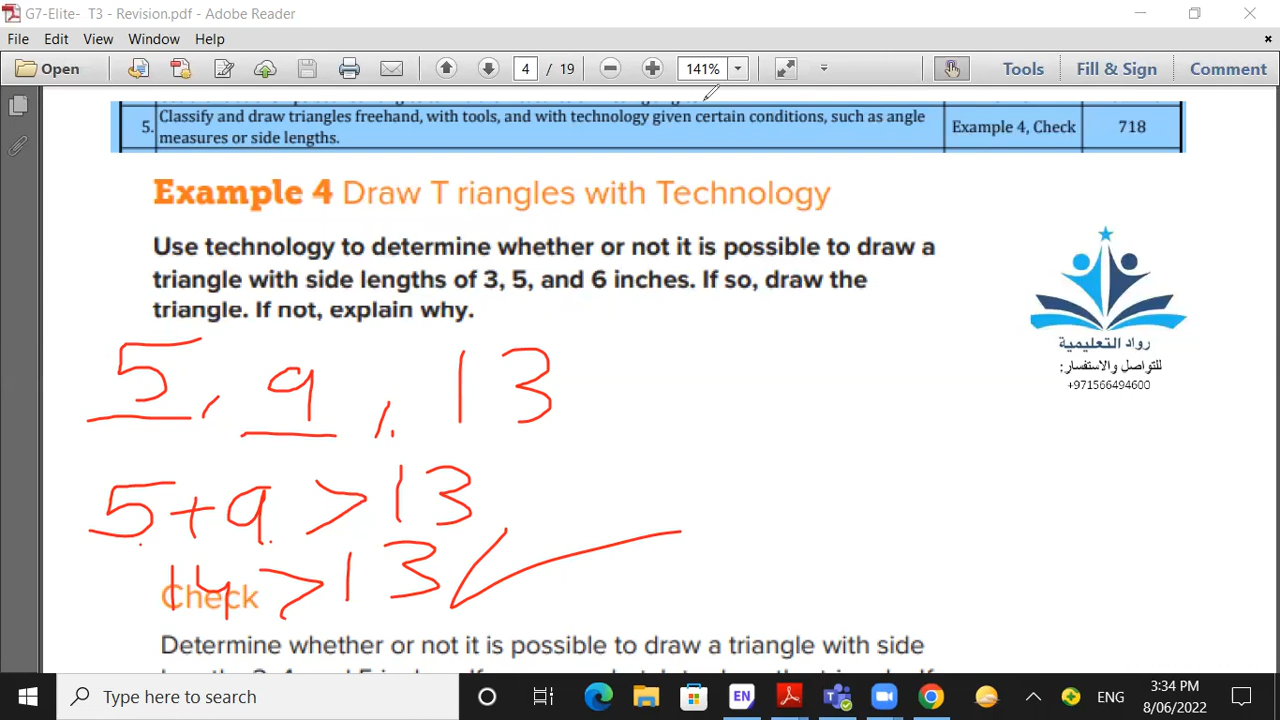 G7-Elite- T3 - Revision.pdf - Adobe Reader
File Edit View Window Help
Open 4 / 19 141% Tools Fill & Sign Comment
5. Classify and draw triangles freehand, with tools, and with technology given certain conditions, such as angle
measures or side lengths.
Example 4, Check 718
Example 4 Draw T riangles with Technology
Use technology to determine whether or not it is possible to draw a
triangle with side lengths of 3, 5, and 6 inches. If so, draw the
triangle. If not, explain why.
رواد التعليمية
للتواصل والاستفسار:
+971566494600
5, 9, 13
5+9 > 13
14 > 13
Check
Determine whether or not it is possible to draw a triangle with side
Type here to search EN ENG 3:34 PM
8/06/2022